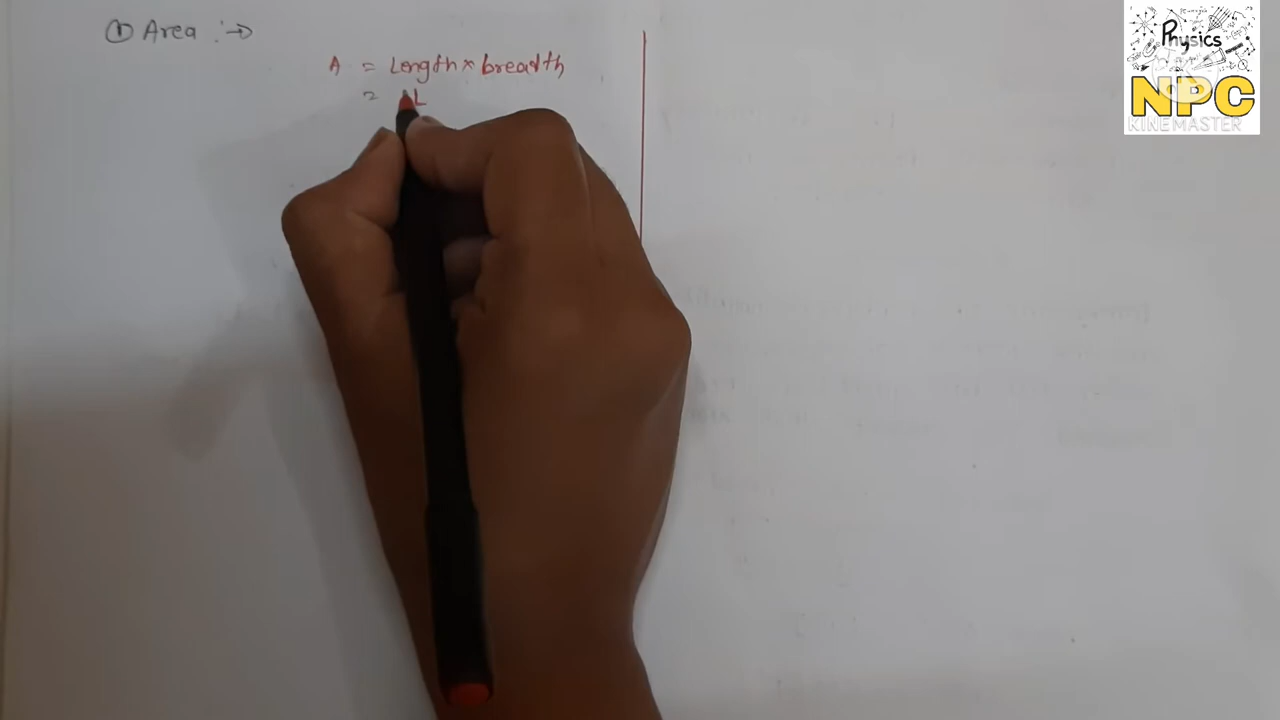 ① Area :→
A = Length × breadth
= L
Physics
NPC
KINEMASTER